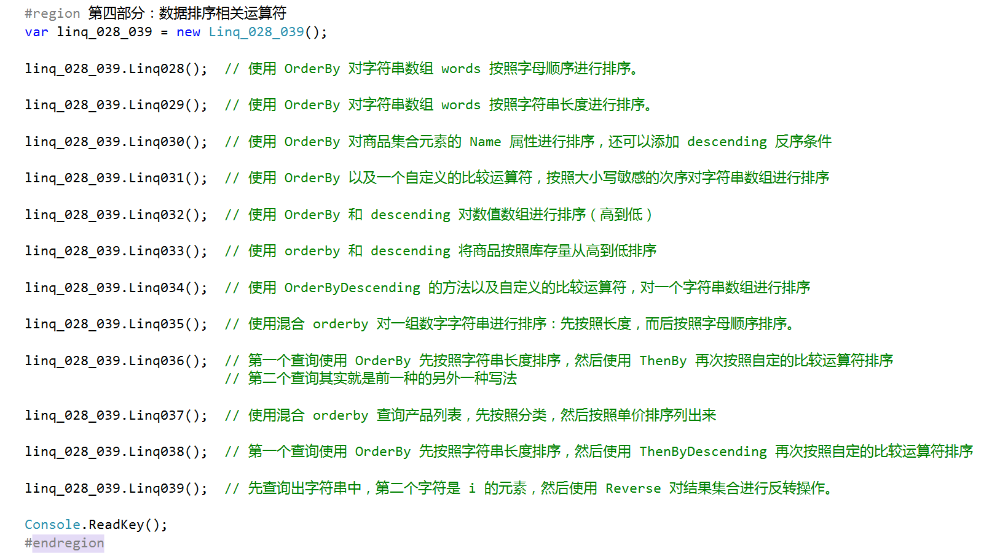 #region 第四部分：数据排序相关运算符
var linq_028_039 = new Linq_028_039();
linq_028_039.Linq028();  // 使用 OrderBy 对字符串数组 words 按照字母顺序进行排序。
linq_028_039.Linq029();  // 使用 OrderBy 对字符串数组 words 按照字符串长度进行排序。
linq_028_039.Linq030();  // 使用 OrderBy 对商品集合元素的 Name 属性进行排序，还可以添加 descending 反序条件
linq_028_039.Linq031();  // 使用 OrderBy 以及一个自定义的比较运算符，按照大小写敏感的次序对字符串数组进行排序
linq_028_039.Linq032();  // 使用 OrderBy 和 descending 对数值数组进行排序（高到低）
linq_028_039.Linq033();  // 使用 orderby 和 descending 将商品按照库存量从高到低排序
linq_028_039.Linq034();  // 使用 OrderByDescending 的方法以及自定义的比较运算符，对一个字符串数组进行排序
linq_028_039.Linq035();  // 使用混合 orderby 对一组数字字符串进行排序：先按照长度，而后按照字母顺序排序。
linq_028_039.Linq036();  // 第一个查询使用 OrderBy 先按照字符串长度排序，然后使用 ThenBy 再次按照自定的比较运算符排序
// 第二个查询其实就是前一种的另外一种写法
linq_028_039.Linq037();  // 使用混合 orderby 查询产品列表，先按照分类，然后按照单价排序列出来
linq_028_039.Linq038();  // 第一个查询使用 OrderBy 先按照字符串长度排序，然后使用 ThenByDescending 再次按照自定的比较运算符排序
linq_028_039.Linq039();  // 先查询出字符串中，第二个字符是 i 的元素，然后使用 Reverse 对结果集合进行反转操作。
Console.ReadKey();
#endregion